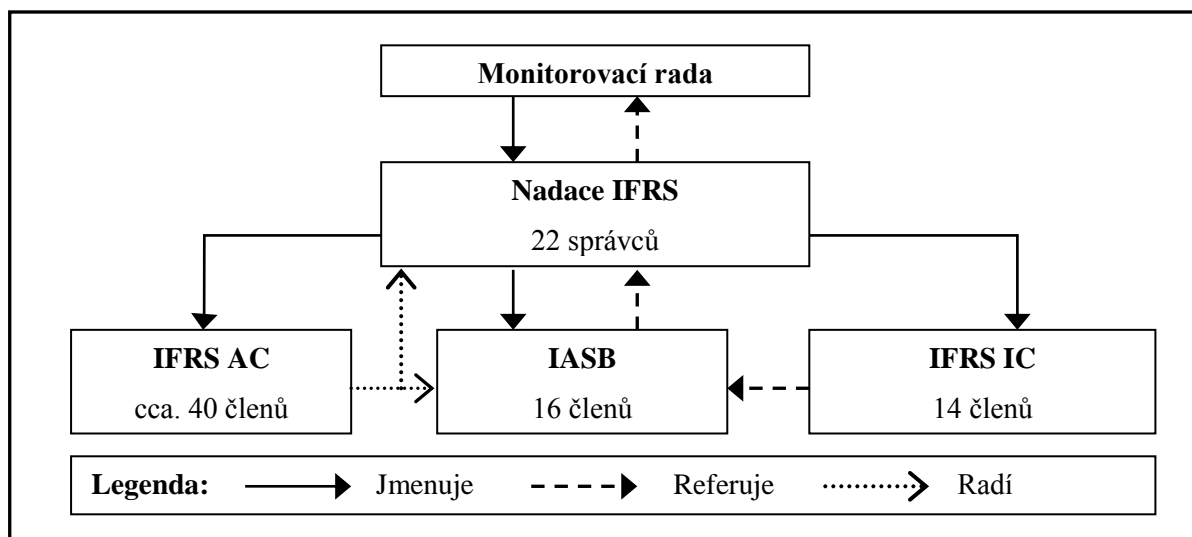 Monitorovací rada
Nadace IFRS
22 správců
IFRS AC
cca. 40 členů
IASB
16 členů
IFRS IC
14 členů
Legenda: Jmenuje Referuje Radí